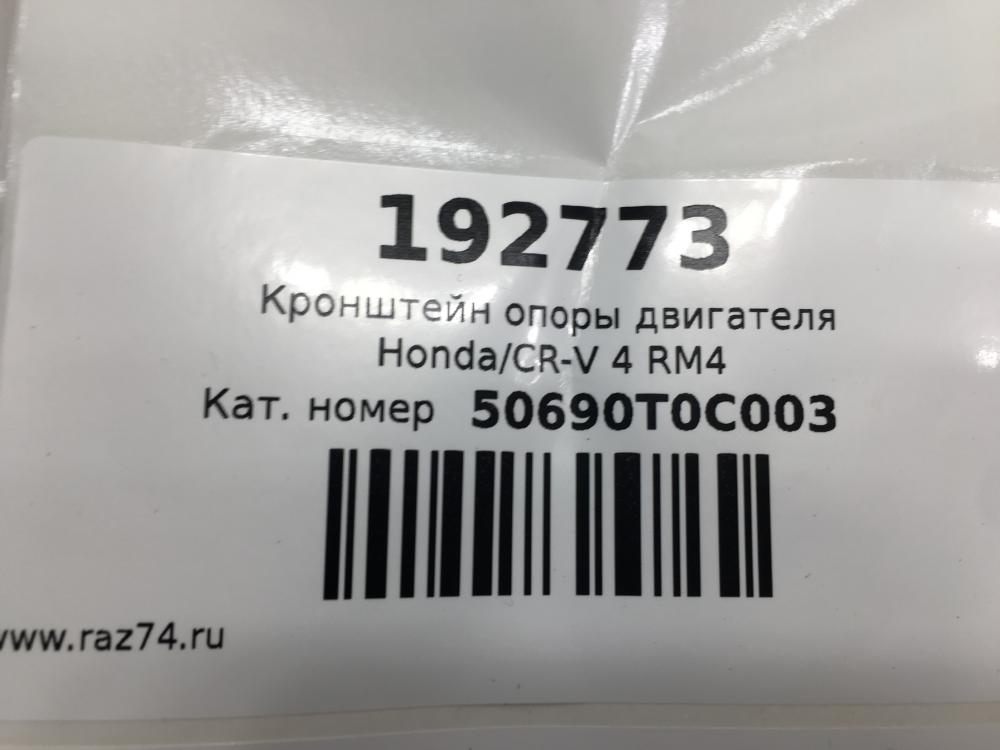 192773
Кронштейн опоры двигателя
Honda/CR-V 4 RM4
Кат. номер 50690T0C003
www.raz74.ru